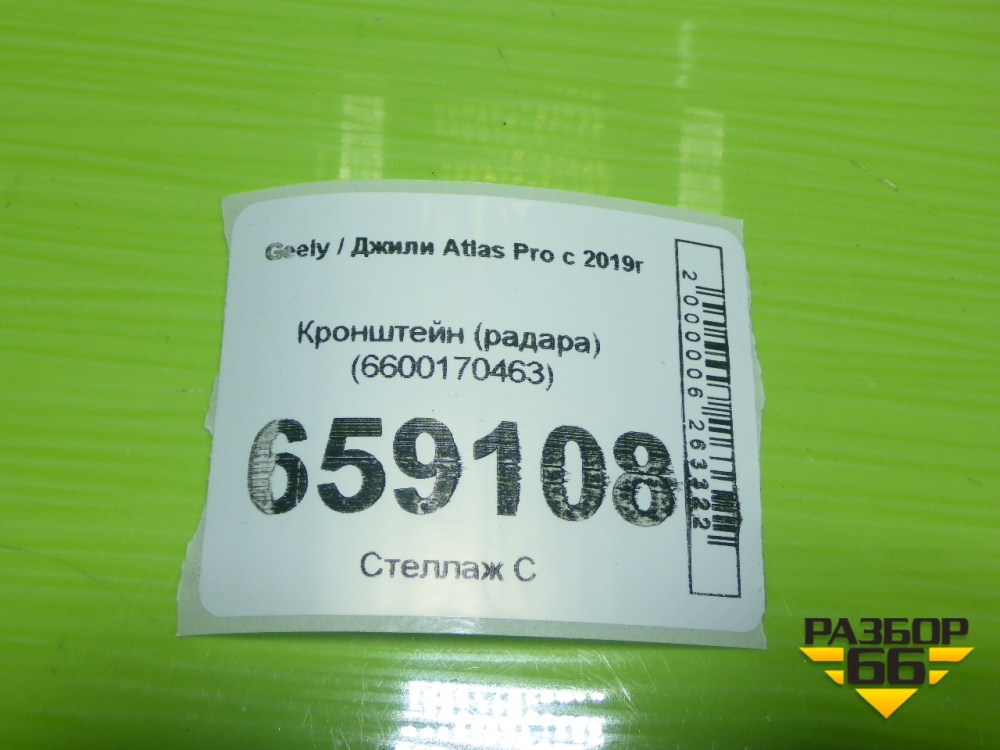 Geely / Джили Atlas Pro с 2019г
Кронштейн (радара)
(6600170463)
659108
Стеллаж С
2000006263322
РАЗБОР
66